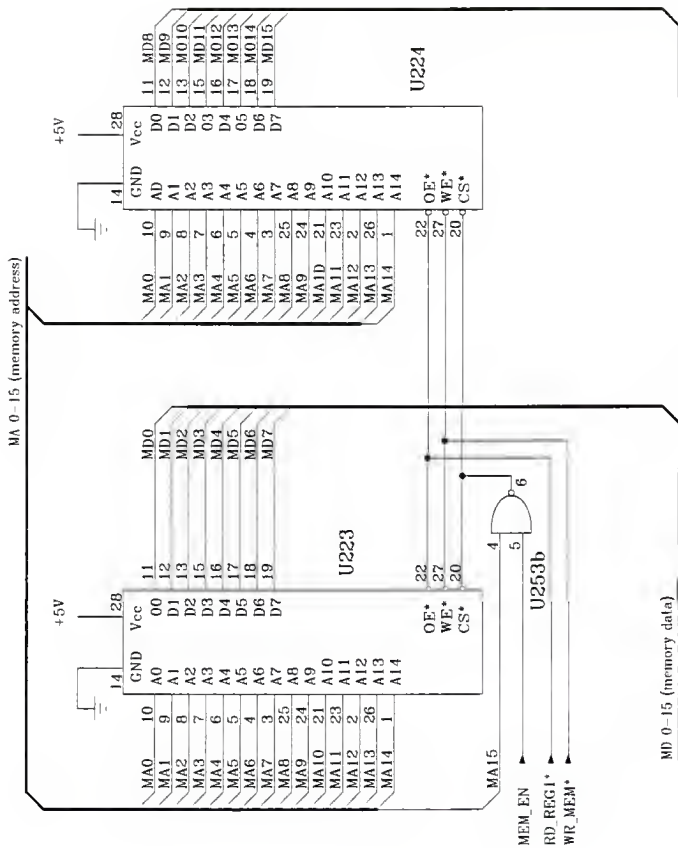 MA 0-15 (memory address)
+5V
14
28
GND
Vcc
MA0 10 A0 O0 11 MD0
MA1 9 A1 D1 12 MD1
MA2 8 A2 D2 13 MD2
MA3 7 A3 D3 15 MD3
MA4 6 A4 D4 16 MD4
MA5 5 A5 D5 17 MD5
MA6 4 A6 D6 18 MD6
MA7 3 A7 D7 19 MD7
MA8 25 A8
MA9 24 A9
MA10 21 A10
MA11 23 A11
MA12 2 A12
MA13 26 A13
MA14 1 A14
U223
OE* 22
WE* 27
CS* 20
+5V
14
28
GND
Vcc
MA0 10 AD D0 11 MD8
MA1 9 A1 D1 12 MD9
MA2 8 A2 D2 13 MO10
MA3 7 A3 O3 15 MD11
MA4 6 A4 D4 16 MO12
MA5 5 A5 O5 17 MO13
MA6 4 A6 D6 18 MO14
MA7 3 A7 D7 19 MD15
MA8 25 A8
MA9 24 A9
MA1D 21 A10
MA11 23 A11
MA12 2 A12
MA13 26 A13
MA14 1 A14
U224
22 OE*
27 WE*
20 CS*
MA15
4
5
6
U253b
MEM_EN
RD_REG1*
WR_MEM*
MD 0-15 (memory data)